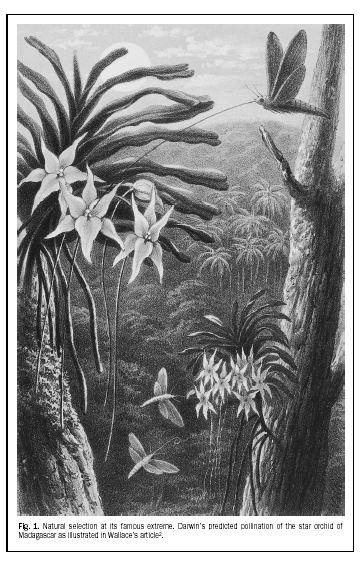 Fig. 1. Natural selection at its famous extreme. Darwin's predicted pollination of the star orchid of
Madagascar as illustrated in Wallace's article².